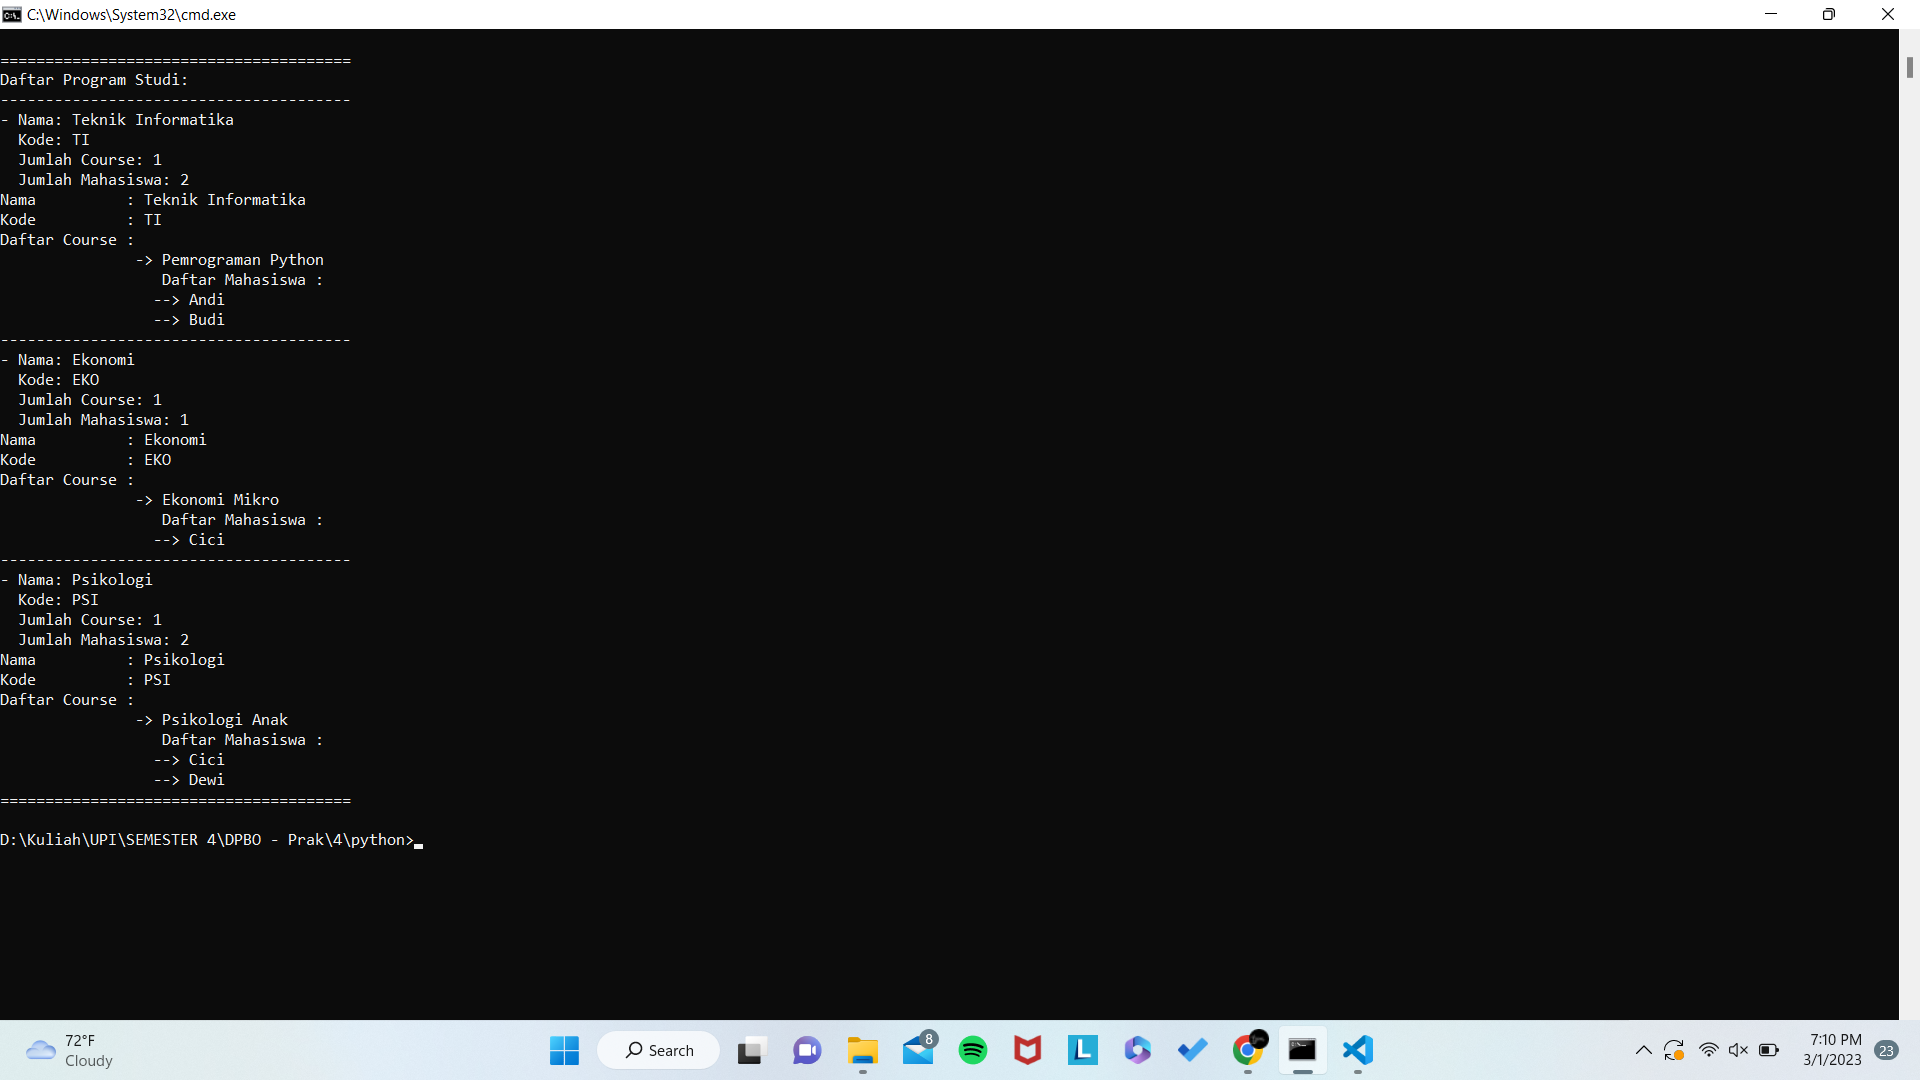 C:\Windows\System32\cmd.exe
=======================================
Daftar Program Studi:
---------------------------------------
- Nama: Teknik Informatika
  Kode: TI
  Jumlah Course: 1
  Jumlah Mahasiswa: 2
Nama          : Teknik Informatika
Kode          : TI
Daftar Course :
               -> Pemrograman Python
                  Daftar Mahasiswa :
                 --> Andi
                 --> Budi
---------------------------------------
- Nama: Ekonomi
  Kode: EKO
  Jumlah Course: 1
  Jumlah Mahasiswa: 1
Nama          : Ekonomi
Kode          : EKO
Daftar Course :
               -> Ekonomi Mikro
                  Daftar Mahasiswa :
                 --> Cici
---------------------------------------
- Nama: Psikologi
  Kode: PSI
  Jumlah Course: 1
  Jumlah Mahasiswa: 2
Nama          : Psikologi
Kode          : PSI
Daftar Course :
               -> Psikologi Anak
                  Daftar Mahasiswa :
                 --> Cici
                 --> Dewi
=======================================
D:\Kuliah\UPI\SEMESTER 4\DPBO - Prak\4\python>
72°F
Cloudy
Search
8
L
7:10 PM
3/1/2023
23